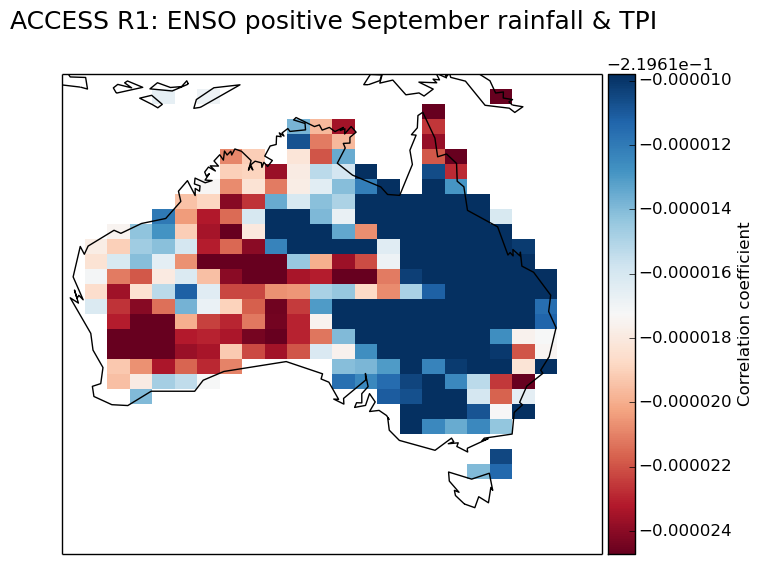 ACCESS R1: ENSO positive September rainfall & TPI
−2.1961e−1
−0.000010
−0.000012
−0.000014
−0.000016
−0.000018
−0.000020
−0.000022
−0.000024
Correlation coefficient